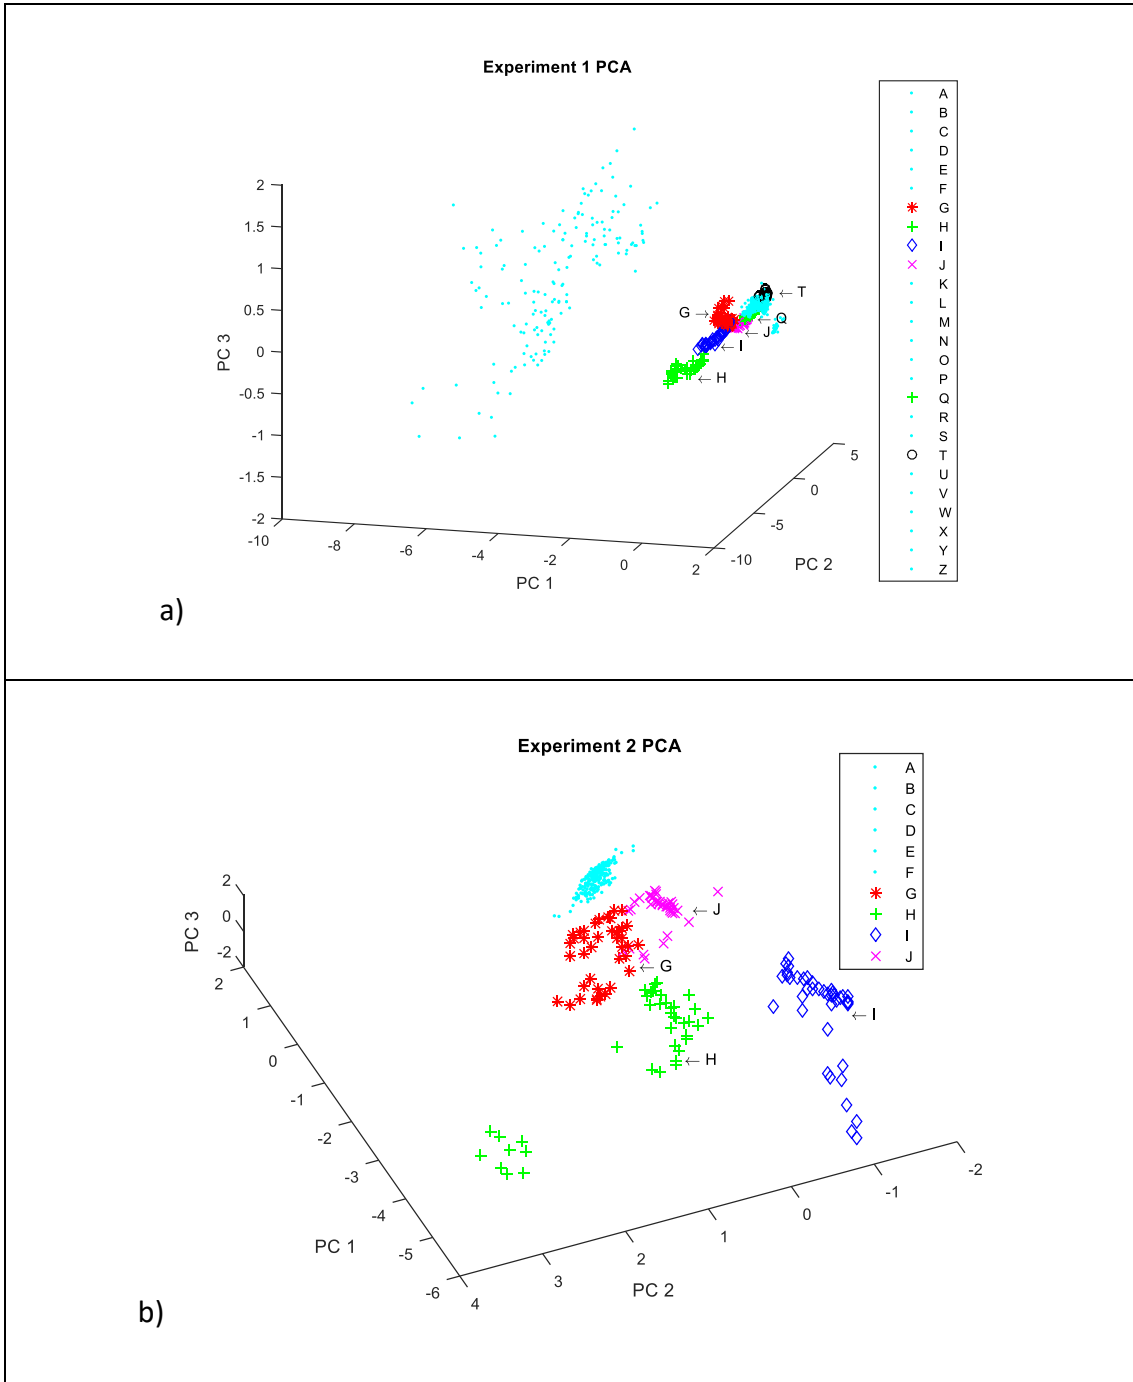 Experiment 1 PCA
A
B
C
D
E
F
G
H
I
J
K
L
M
N
O
P
Q
R
S
T
U
V
W
X
Y
Z
2
1.5
1
0.5
0
-0.5
-1
-1.5
-2
PC 3
-10
-8
-6
-4
-2
0
2
PC 1
-10
-5
0
5
PC 2
G →
← T
← Q
← J
← I
← H
a)
Experiment 2 PCA
A
B
C
D
E
F
G
H
I
J
2
0
-2
PC 3
2
1
0
-1
-2
-3
-4
-5
-6
PC 1
4
3
2
1
0
-1
-2
PC 2
← J
← G
← I
← H
b)